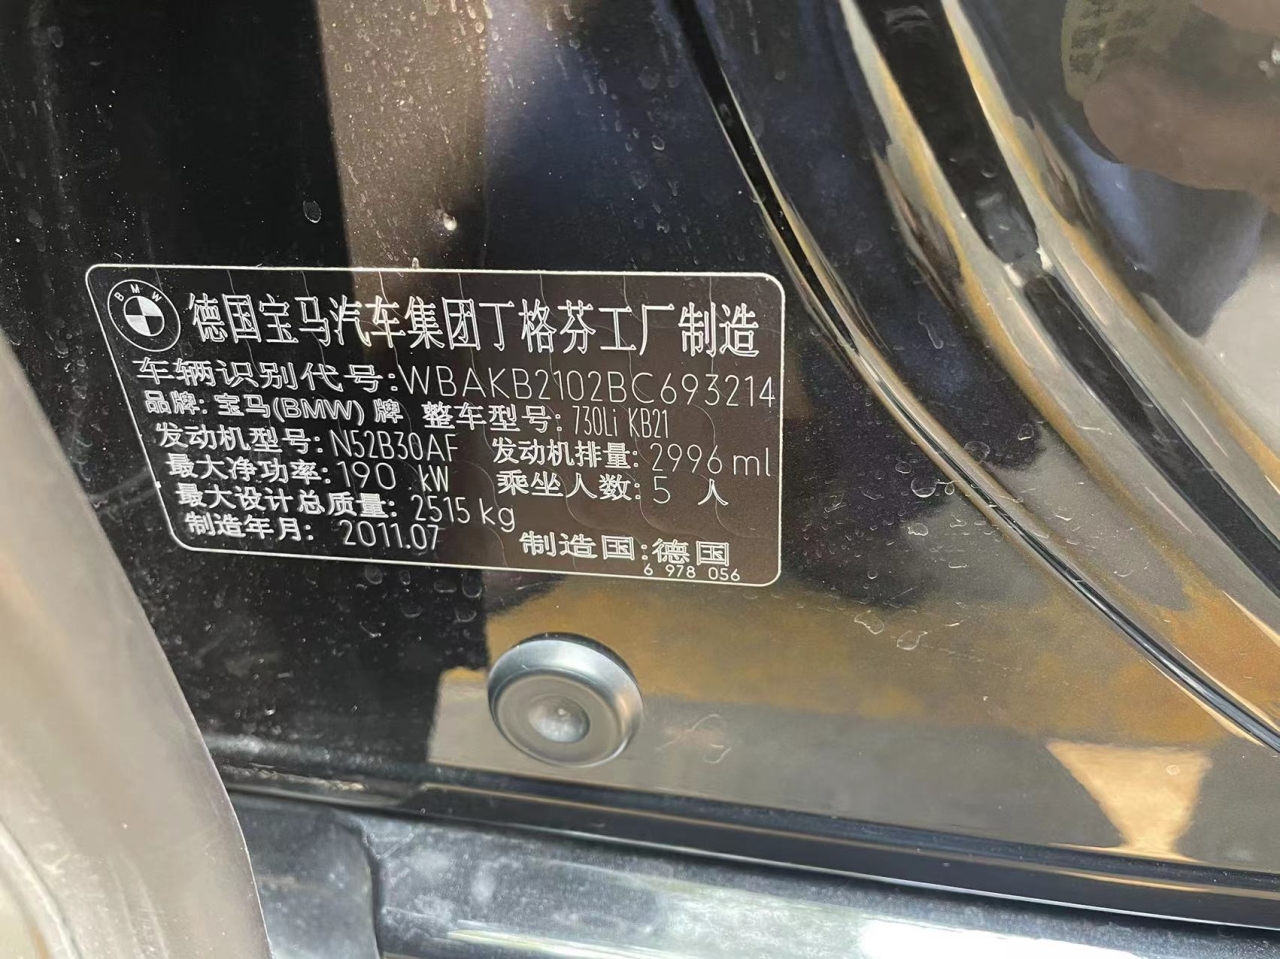 BMW
德国宝马汽车集团丁格芬工厂制造
车辆识别代号:WBAKB2102BC693214
品牌: 宝马(BMW) 牌 整车型号: 730Li KB21
发动机型号: N52B30AF 发动机排量: 2996 ml
最大净功率: 190 kW 乘坐人数: 5 人
最大设计总质量: 2515 kg
制造年月: 2011.07 制造国: 德国
6 978 056